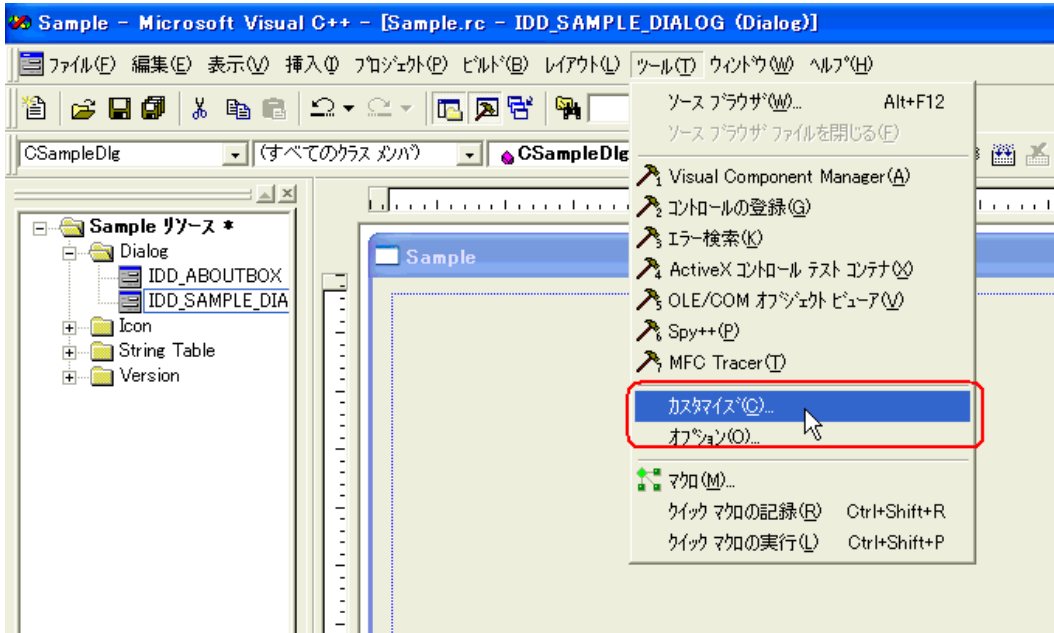 Sample - Microsoft Visual C++ - [Sample.rc - IDD_SAMPLE_DIALOG (Dialog)]
ﾌｧｲﾙ(F) 編集(E) 表示(V) 挿入(I) ﾌﾟﾛｼﾞｪｸﾄ(P) ﾋﾞﾙﾄﾞ(B) ﾚｲｱｳﾄ(L) ﾂｰﾙ(T) ｳｨﾝﾄﾞｳ(W) ﾍﾙﾌﾟ(H)
CSampleDlg (すべてのｸﾗｽ ﾒﾝﾊﾞ) CSampleDlg
Sample ﾘｿｰｽ *
Dialog
IDD_ABOUTBOX
IDD_SAMPLE_DIA
Icon
String Table
Version
Sample
ｿｰｽ ﾌﾞﾗｳｻﾞ(W)... Alt+F12
ｿｰｽ ﾌﾞﾗｳｻﾞ ﾌｧｲﾙを閉じる(F)
Visual Component Manager(A)
ｺﾝﾄﾛｰﾙの登録(G)
ｴﾗｰ検索(K)
ActiveX ｺﾝﾄﾛｰﾙ ﾃｽﾄ ｺﾝﾃﾅ(X)
OLE/COM ｵﾌﾞｼﾞｪｸﾄ ﾋﾞｭｰｱ(V)
Spy++(P)
MFC Tracer(T)
ｶｽﾀﾏｲｽﾞ(C)...
ｵﾌﾟｼｮﾝ(O)...
ﾏｸﾛ(M)...
ｸｲｯｸ ﾏｸﾛの記録(R) Ctrl+Shift+R
ｸｲｯｸ ﾏｸﾛの実行(L) Ctrl+Shift+P